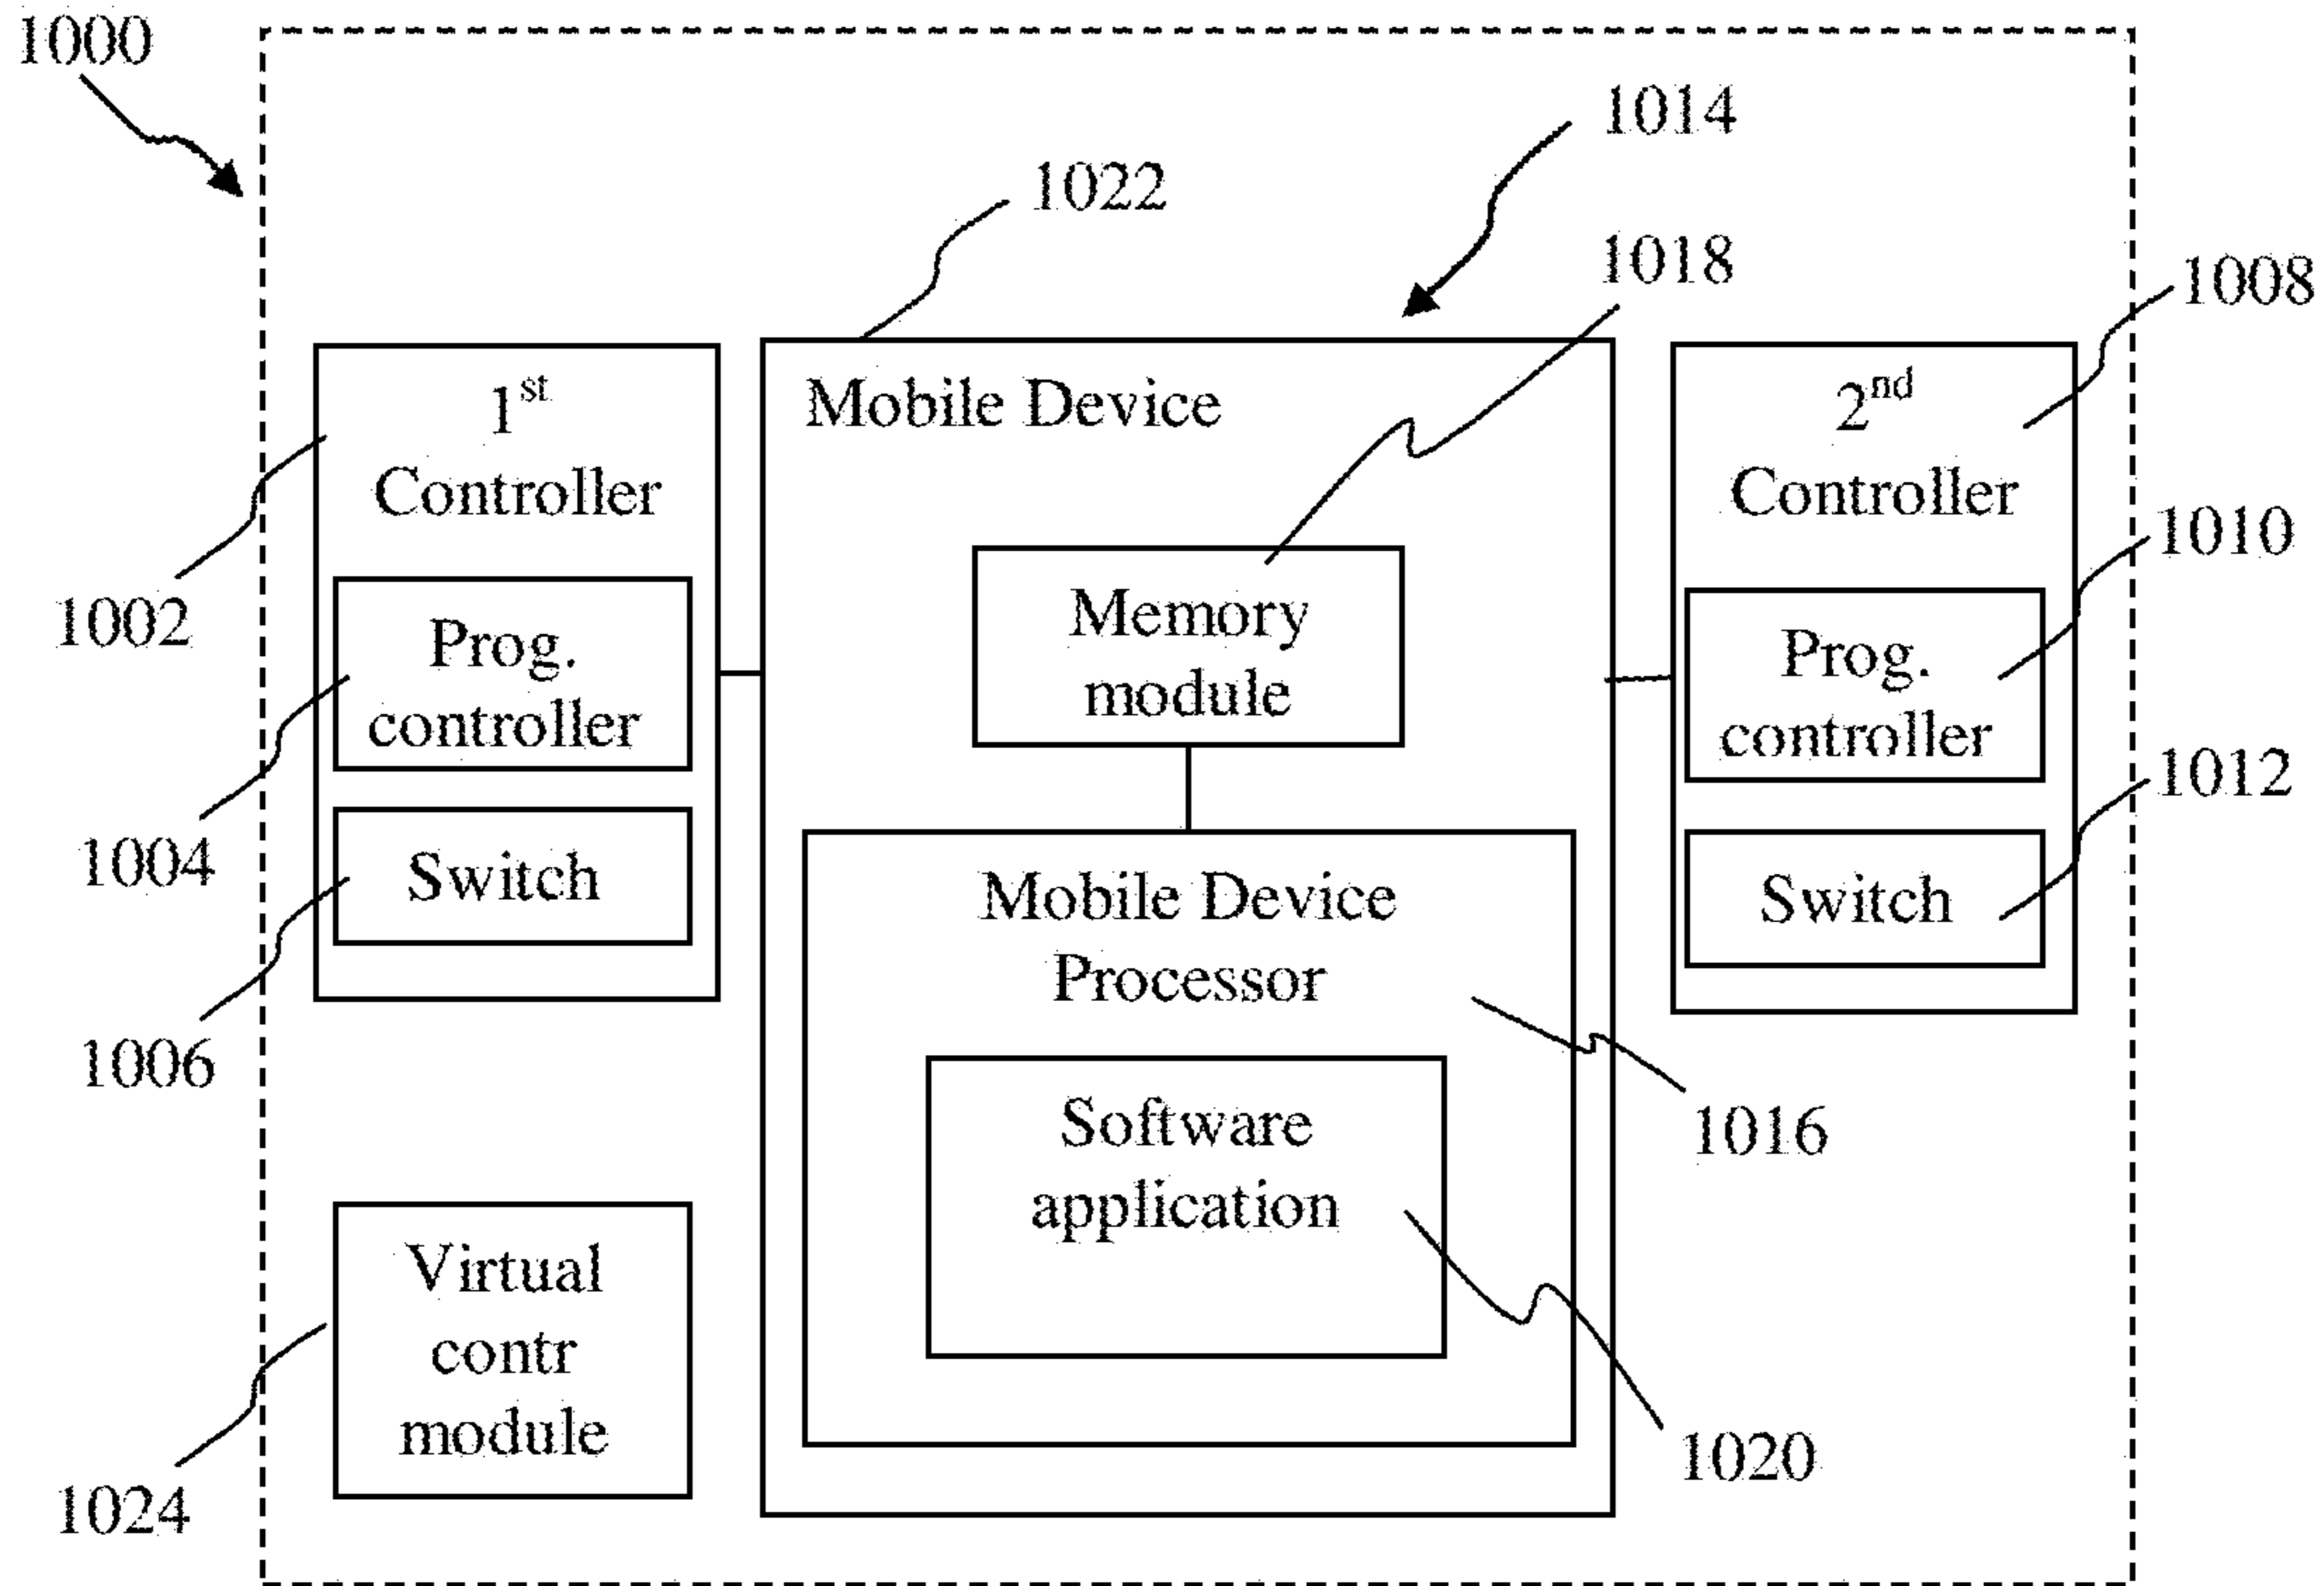 1000
1014
1022
1018
1008
1st
Controller
Mobile Device
2nd
Controller
1010
1002
Prog.
controller
Memory
module
Prog.
controller
1012
1004
Switch
Mobile Device
Processor
Switch
1006
Software
application
1016
Virtual
contr
module
1020
1024